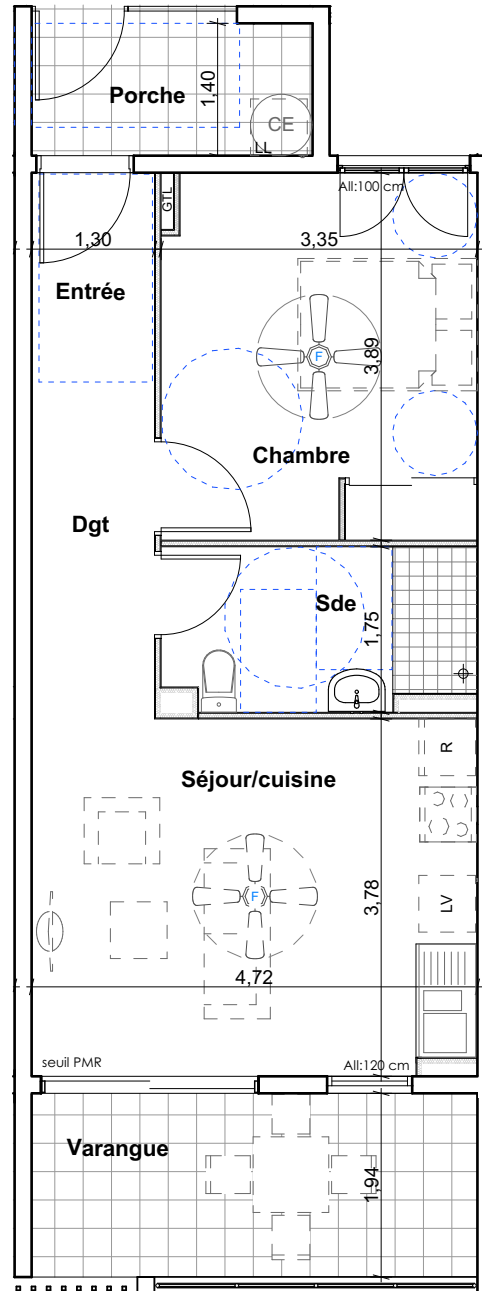 Porche
1,40
CE
LL
All:100 cm
GTL
1,30
3,35
Entrée
F
3,89
Chambre
Dgt
Sde
1,75
Séjour/cuisine
R
F
3,78
LV
4,72
seuil PMR
All:120 cm
Varangue
1,94